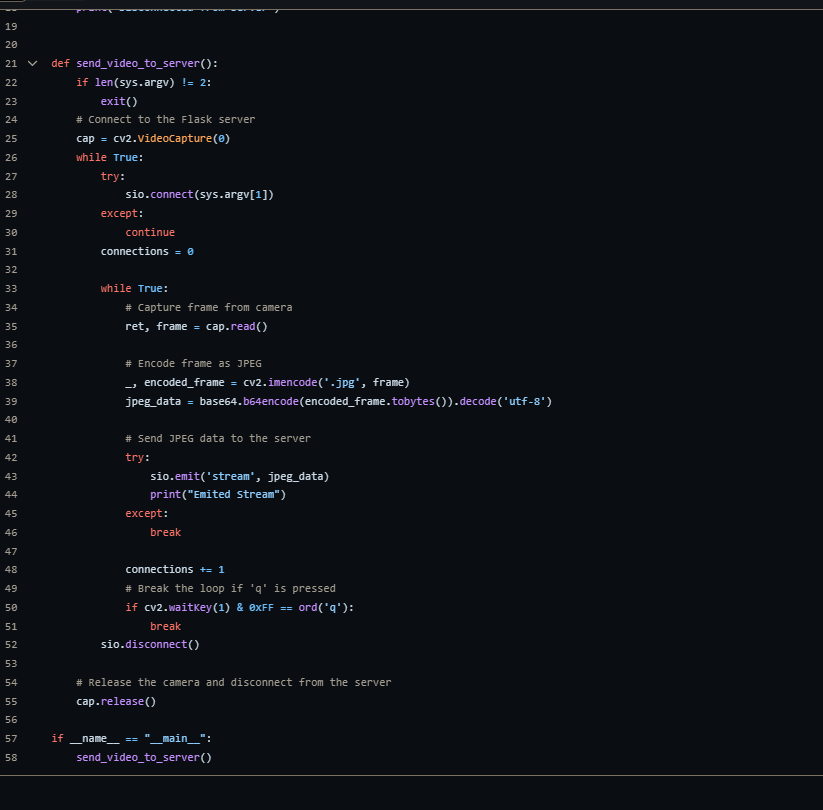 print("Disconnected from server")
19
20
21 def send_video_to_server():
22 if len(sys.argv) != 2:
23 exit()
24 # Connect to the Flask server
25 cap = cv2.VideoCapture(0)
26 while True:
27 try:
28 sio.connect(sys.argv[1])
29 except:
30 continue
31 connections = 0
32
33 while True:
34 # Capture frame from camera
35 ret, frame = cap.read()
36
37 # Encode frame as JPEG
38 _, encoded_frame = cv2.imencode('.jpg', frame)
39 jpeg_data = base64.b64encode(encoded_frame.tobytes()).decode('utf-8')
40
41 # Send JPEG data to the server
42 try:
43 sio.emit('stream', jpeg_data)
44 print("Emited Stream")
45 except:
46 break
47
48 connections += 1
49 # Break the loop if 'q' is pressed
50 if cv2.waitKey(1) & 0xFF == ord('q'):
51 break
52 sio.disconnect()
53
54 # Release the camera and disconnect from the server
55 cap.release()
56
57 if __name__ == "__main__":
58 send_video_to_server()